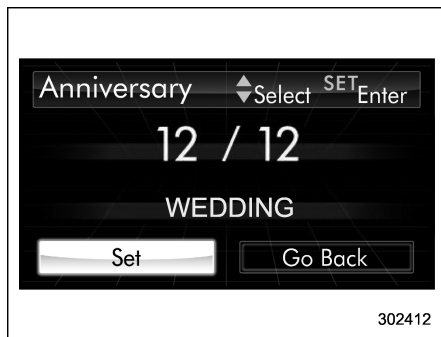 Anniversary Select SET Enter
12 / 12
WEDDING
Set Go Back
302412